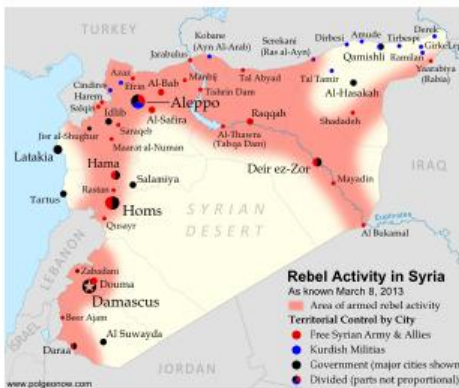 TURKEY
Kobane
(Ayn Al-Arab)
Serekani
(Ras al-Ayn)
Dirbesi
Amude
Tirbespi
Derek
GirkeLege
Jarabulus
Qamishli
Ramilan
Yaarabiya
(Rabia)
Azaz
Al-Bab
Manbij
Tal Abyad
Tal Tamir
Cindires
Efrin
Tishrin Dam
Al-Hasakah
Harem
Aleppo
Salqin
Raqqah
Idlib
Al-Safira
Shadadeh
Saraqeb
Al-Thawra
(Tabqa Dam)
Jisr al-Shughur
Maarat al-Numan
Latakia
Deir ez-Zor
IRAQ
Hama
Salamiya
Mayadin
Tartus
Rastan
SYRIAN
DESERT
Homs
Qusayr
Euphrates
Al Bukamal
LEBANON
Zabadani
Douma
Damascus
ISRAEL
Beer Ajam
Al Suwayda
Daraa
JORDAN
www.polgeonow.com
Rebel Activity in Syria
As known March 8, 2013
Area of armed rebel activity
Territorial Control by City
Free Syrian Army & Allies
Kurdish Militias
Government (major cities shown)
Divided (parts not proportional)